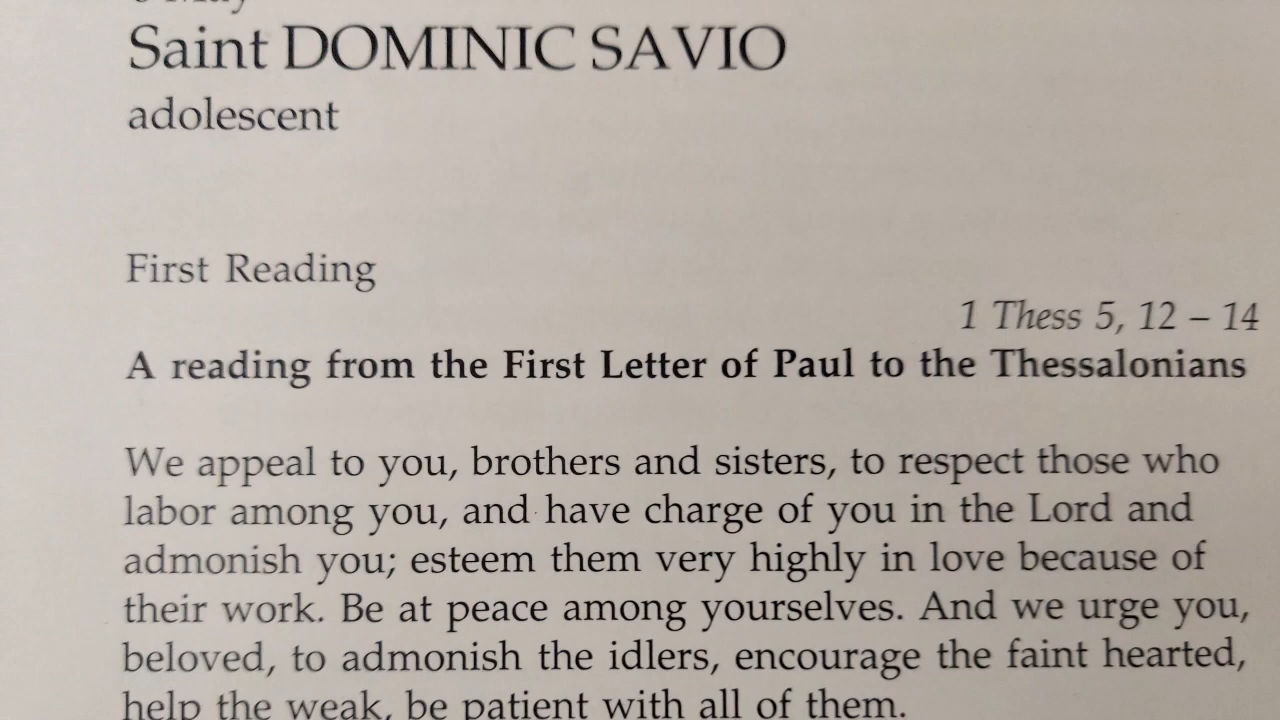 May
Saint DOMINIC SAVIO
adolescent
First Reading
1 Thess 5, 12 – 14
A reading from the First Letter of Paul to the Thessalonians
We appeal to you, brothers and sisters, to respect those who
labor among you, and have charge of you in the Lord and
admonish you; esteem them very highly in love because of
their work. Be at peace among yourselves. And we urge you,
beloved, to admonish the idlers, encourage the faint hearted,
help the weak, be patient with all of them.